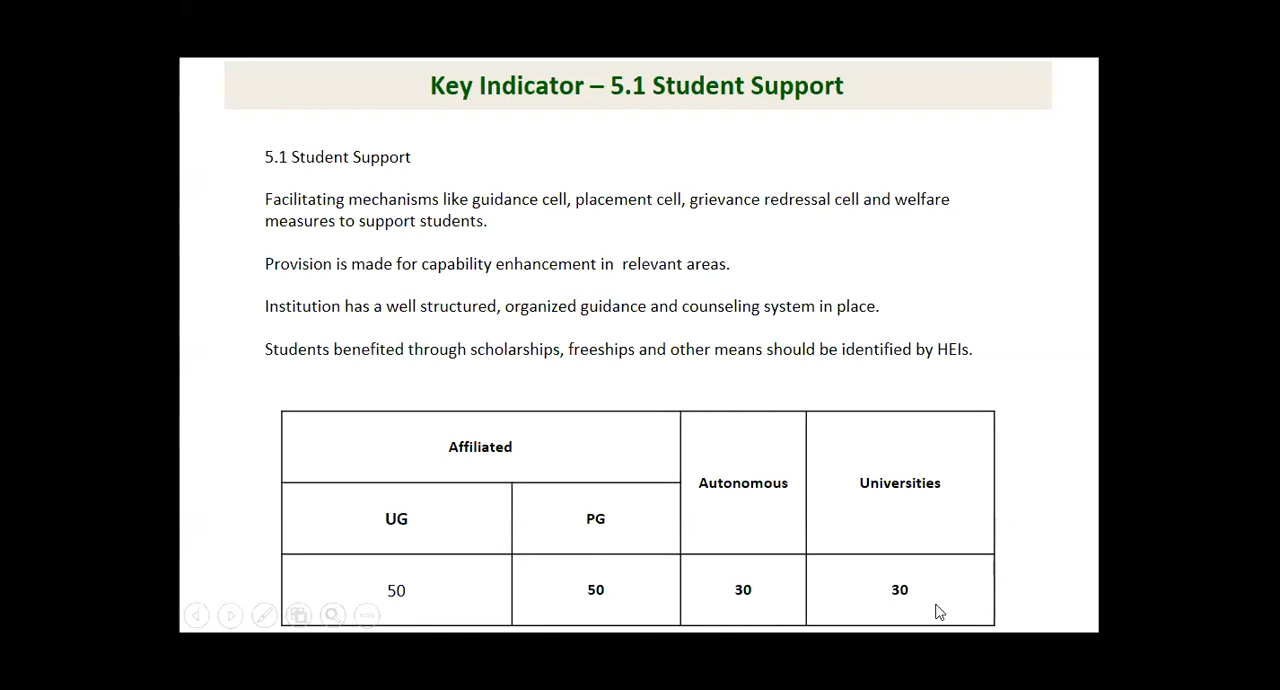 Key Indicator – 5.1 Student Support
5.1 Student Support
Facilitating mechanisms like guidance cell, placement cell, grievance redressal cell and welfare
measures to support students.
Provision is made for capability enhancement in  relevant areas.
Institution has a well structured, organized guidance and counseling system in place.
Students benefited through scholarships, freeships and other means should be identified by HEIs.
Affiliated
Autonomous
Universities
UG
PG
50
50
30
30